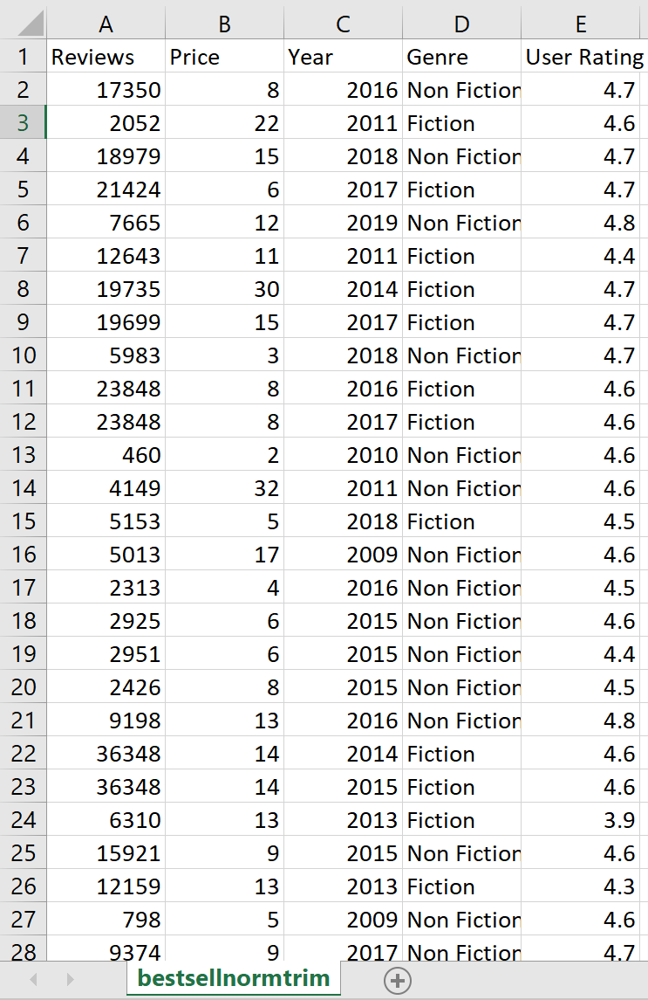 A B C D E
1 Reviews Price Year Genre User Rating
2 17350 8 2016 Non Fiction 4.7
3 2052 22 2011 Fiction 4.6
4 18979 15 2018 Non Fiction 4.7
5 21424 6 2017 Fiction 4.7
6 7665 12 2019 Non Fiction 4.8
7 12643 11 2011 Fiction 4.4
8 19735 30 2014 Fiction 4.7
9 19699 15 2017 Fiction 4.7
10 5983 3 2018 Non Fiction 4.7
11 23848 8 2016 Fiction 4.6
12 23848 8 2017 Fiction 4.6
13 460 2 2010 Non Fiction 4.6
14 4149 32 2011 Non Fiction 4.6
15 5153 5 2018 Fiction 4.5
16 5013 17 2009 Non Fiction 4.6
17 2313 4 2016 Non Fiction 4.5
18 2925 6 2015 Non Fiction 4.6
19 2951 6 2015 Non Fiction 4.4
20 2426 8 2015 Non Fiction 4.5
21 9198 13 2016 Non Fiction 4.8
22 36348 14 2014 Fiction 4.6
23 36348 14 2015 Fiction 4.6
24 6310 13 2013 Fiction 3.9
25 15921 9 2015 Non Fiction 4.6
26 12159 13 2013 Fiction 4.3
27 798 5 2009 Non Fiction 4.6
28 9374 9 2017 Non Fiction 4.7
bestsellnormtrim